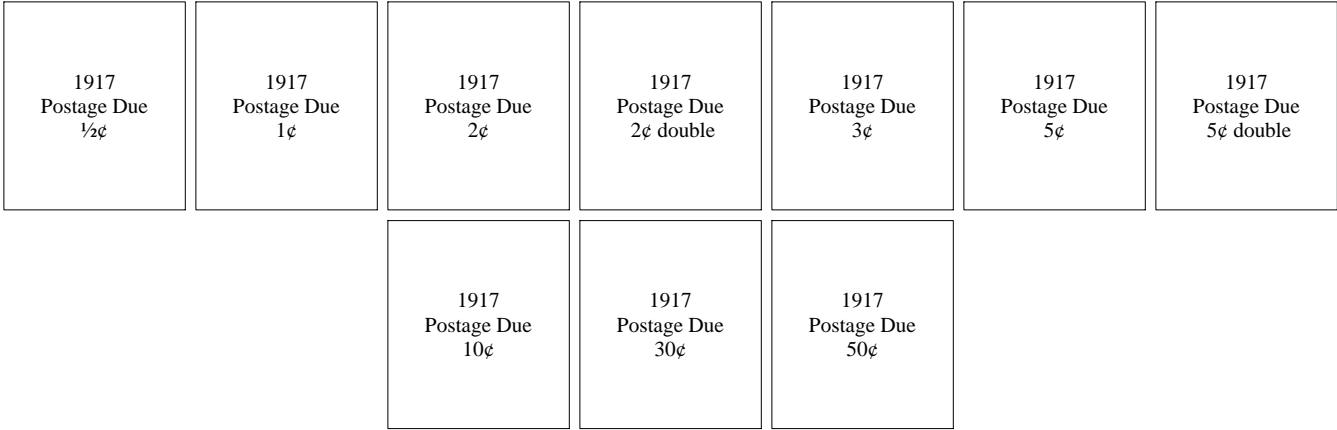 1917
Postage Due
½¢
1917
Postage Due
1¢
1917
Postage Due
2¢
1917
Postage Due
2¢ double
1917
Postage Due
3¢
1917
Postage Due
5¢
1917
Postage Due
5¢ double
1917
Postage Due
10¢
1917
Postage Due
30¢
1917
Postage Due
50¢